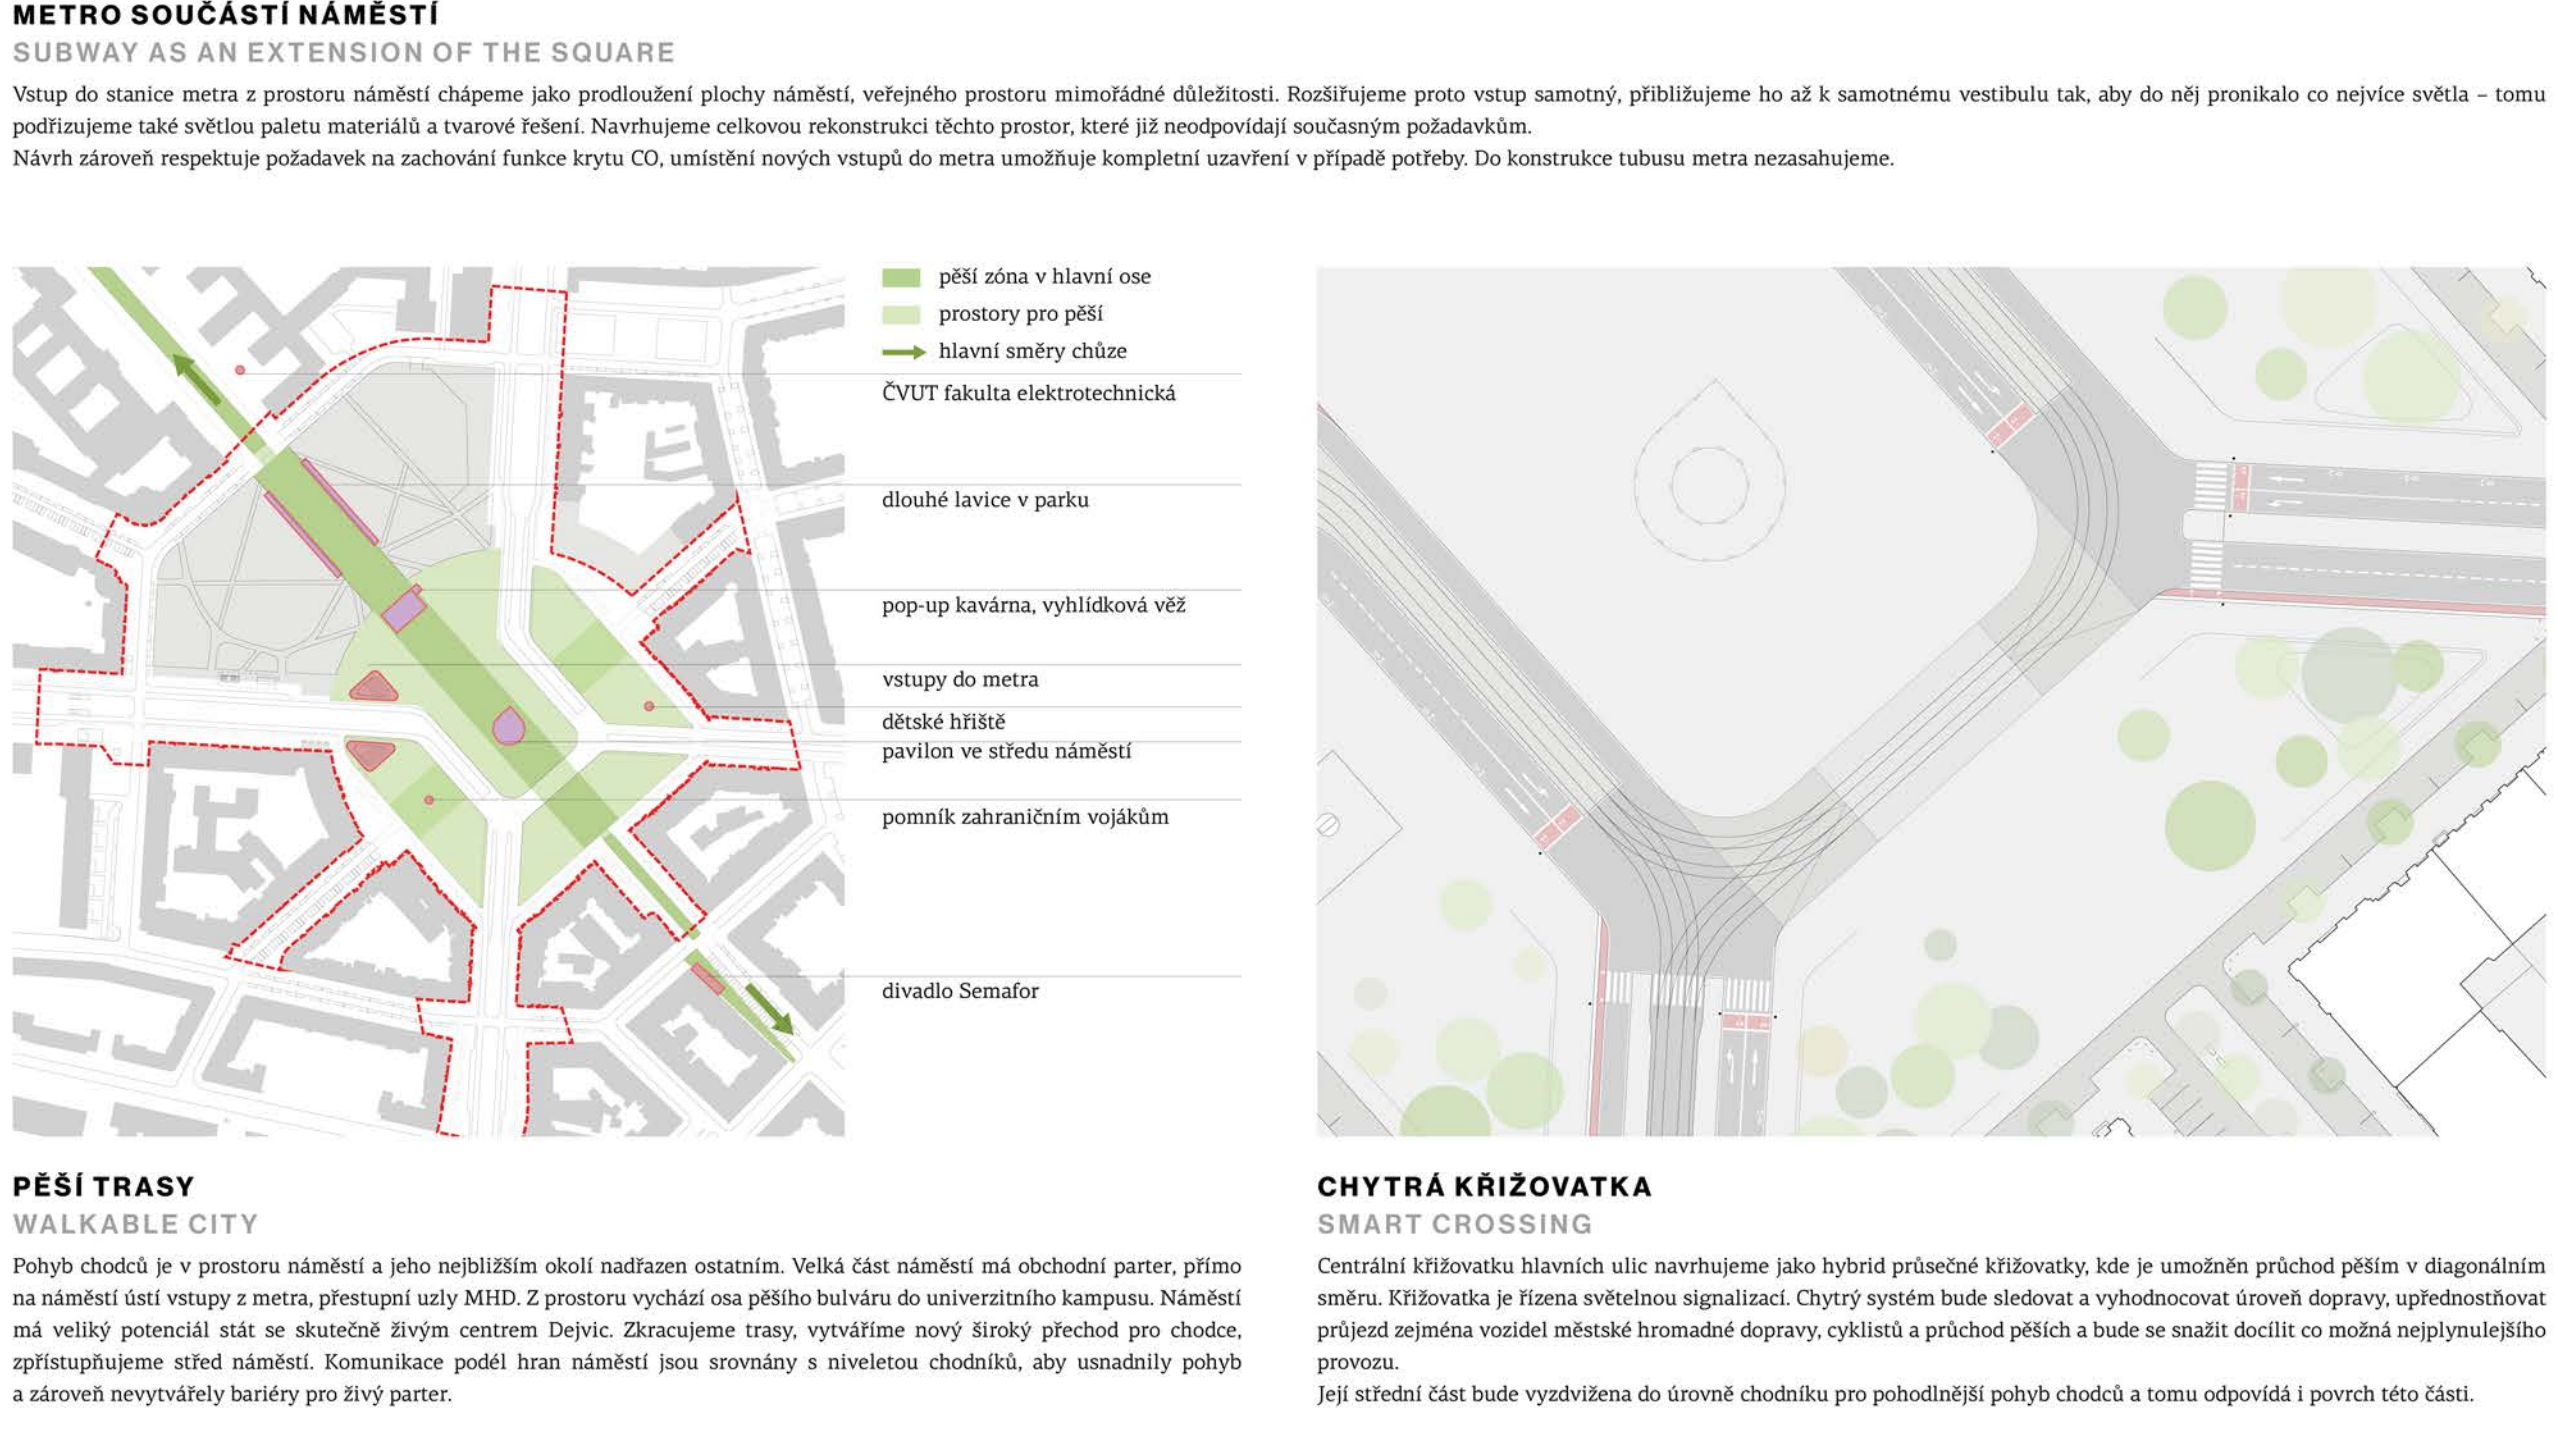 METRO SOUČÁSTÍ NÁMĚSTÍ
SUBWAY AS AN EXTENSION OF THE SQUARE
Vstup do stanice metra z prostoru náměstí chápeme jako prodloužení plochy náměstí, veřejného prostoru mimořádné důležitosti. Rozšiřujeme proto vstup samotný, přibližujeme ho až k samotnému vestibulu tak, aby do něj pronikalo co nejvíce světla – tomu
podřizujeme také světlou paletu materiálů a tvarové řešení. Navrhujeme celkovou rekonstrukci těchto prostor, které již neodpovídají současným požadavkům.
Návrh zároveň respektuje požadavek na zachování funkce krytu CO, umístění nových vstupů do metra umožňuje kompletní uzavření v případě potřeby. Do konstrukce tubusu metra nezasahujeme.
pěší zóna v hlavní ose
prostory pro pěší
hlavní směry chůze
ČVUT fakulta elektrotechnická
dlouhé lavice v parku
pop-up kavárna, vyhlídková věž
vstupy do metra
dětské hřiště
pavilon ve středu náměstí
pomník zahraničním vojákům
divadlo Semafor
PĚŠÍ TRASY
WALKABLE CITY
Pohyb chodců je v prostoru náměstí a jeho nejbližším okolí nadřazen ostatním. Velká část náměstí má obchodní parter, přímo
na náměstí ústí vstupy z metra, přestupní uzly MHD. Z prostoru vychází osa pěšího bulváru do univerzitního kampusu. Náměstí
má veliký potenciál stát se skutečně živým centrem Dejvic. Zkracujeme trasy, vytváříme nový široký přechod pro chodce,
zpřístupňujeme střed náměstí. Komunikace podél hran náměstí jsou srovnány s niveletou chodníků, aby usnadnily pohyb
a zároveň nevytvářely bariéry pro živý parter.
CHYTRÁ KŘIŽOVATKA
SMART CROSSING
Centrální křižovatku hlavních ulic navrhujeme jako hybrid průsečné křižovatky, kde je umožněn průchod pěším v diagonálním
směru. Křižovatka je řízena světelnou signalizací. Chytrý systém bude sledovat a vyhodnocovat úroveň dopravy, upřednostňovat
průjezd zejména vozidel městské hromadné dopravy, cyklistů a průchod pěších a bude se snažit docílit co možná nejplynulejšího
provozu.
Její střední část bude vyzdvižena do úrovně chodníku pro pohodlnější pohyb chodců a tomu odpovídá i povrch této části.